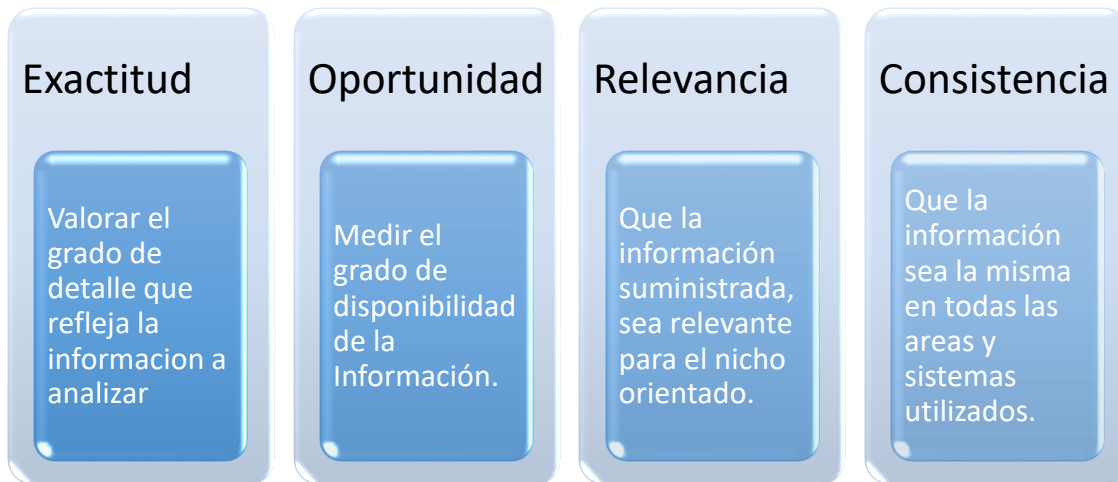 Exactitud
Valorar el
grado de
detalle que
refleja la
informacion a
analizar
Oportunidad
Medir el
grado de
disponibilidad
de la
Información.
Relevancia
Que la
información
suministrada,
sea relevante
para el nicho
orientado.
Consistencia
Que la
información
sea la misma
en todas las
areas y
sistemas
utilizados.